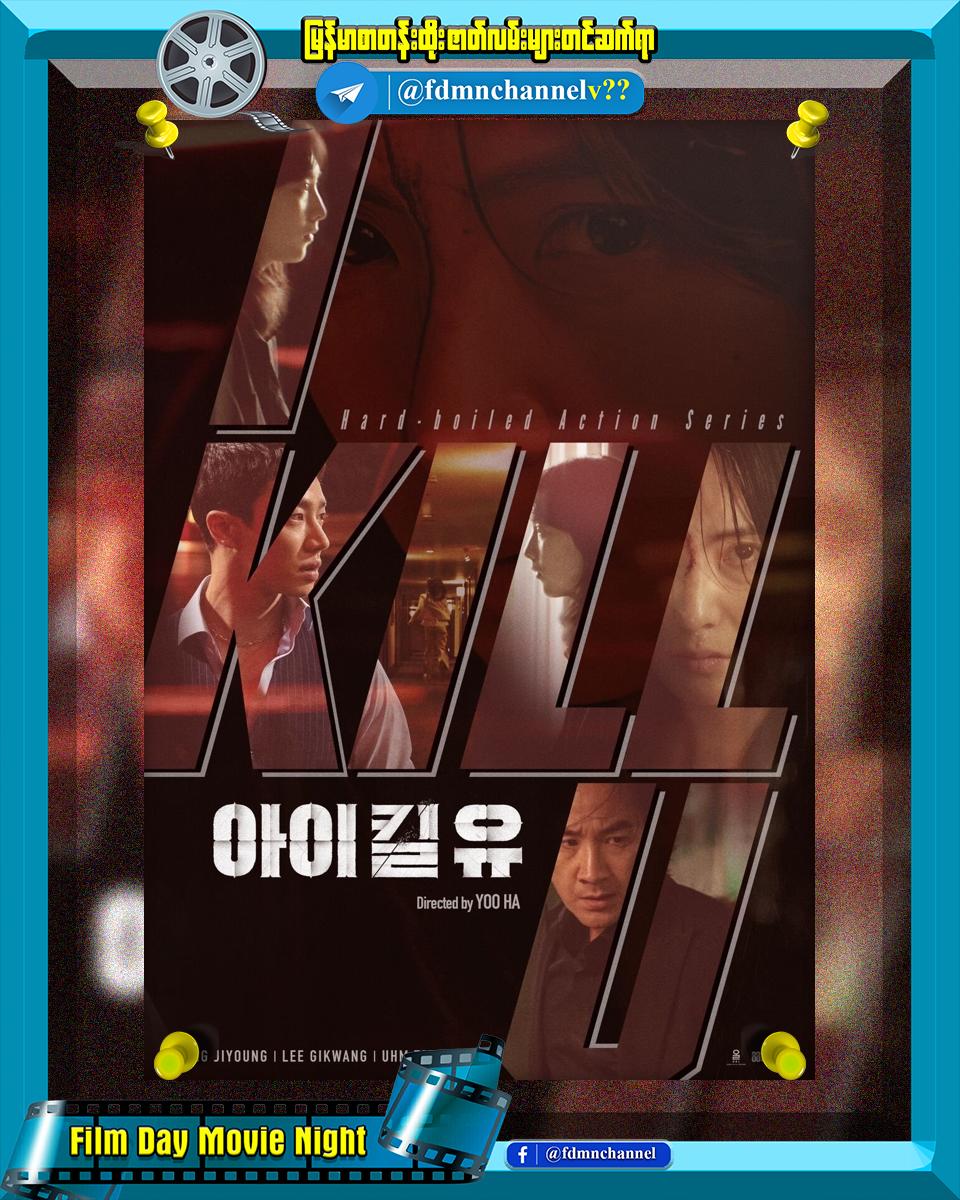 မြန်မာစာတန်းထိုးဇာတ်လမ်းများတင်ဆက်ရာ
@fdmnchannelv??
Hard-boiled Action Series
I
KILL
U
아이 킬 유
Directed by YOO HA
JIYOUNG | LEE GIKWANG | UHM
Film Day Movie Night
@fdmnchannel